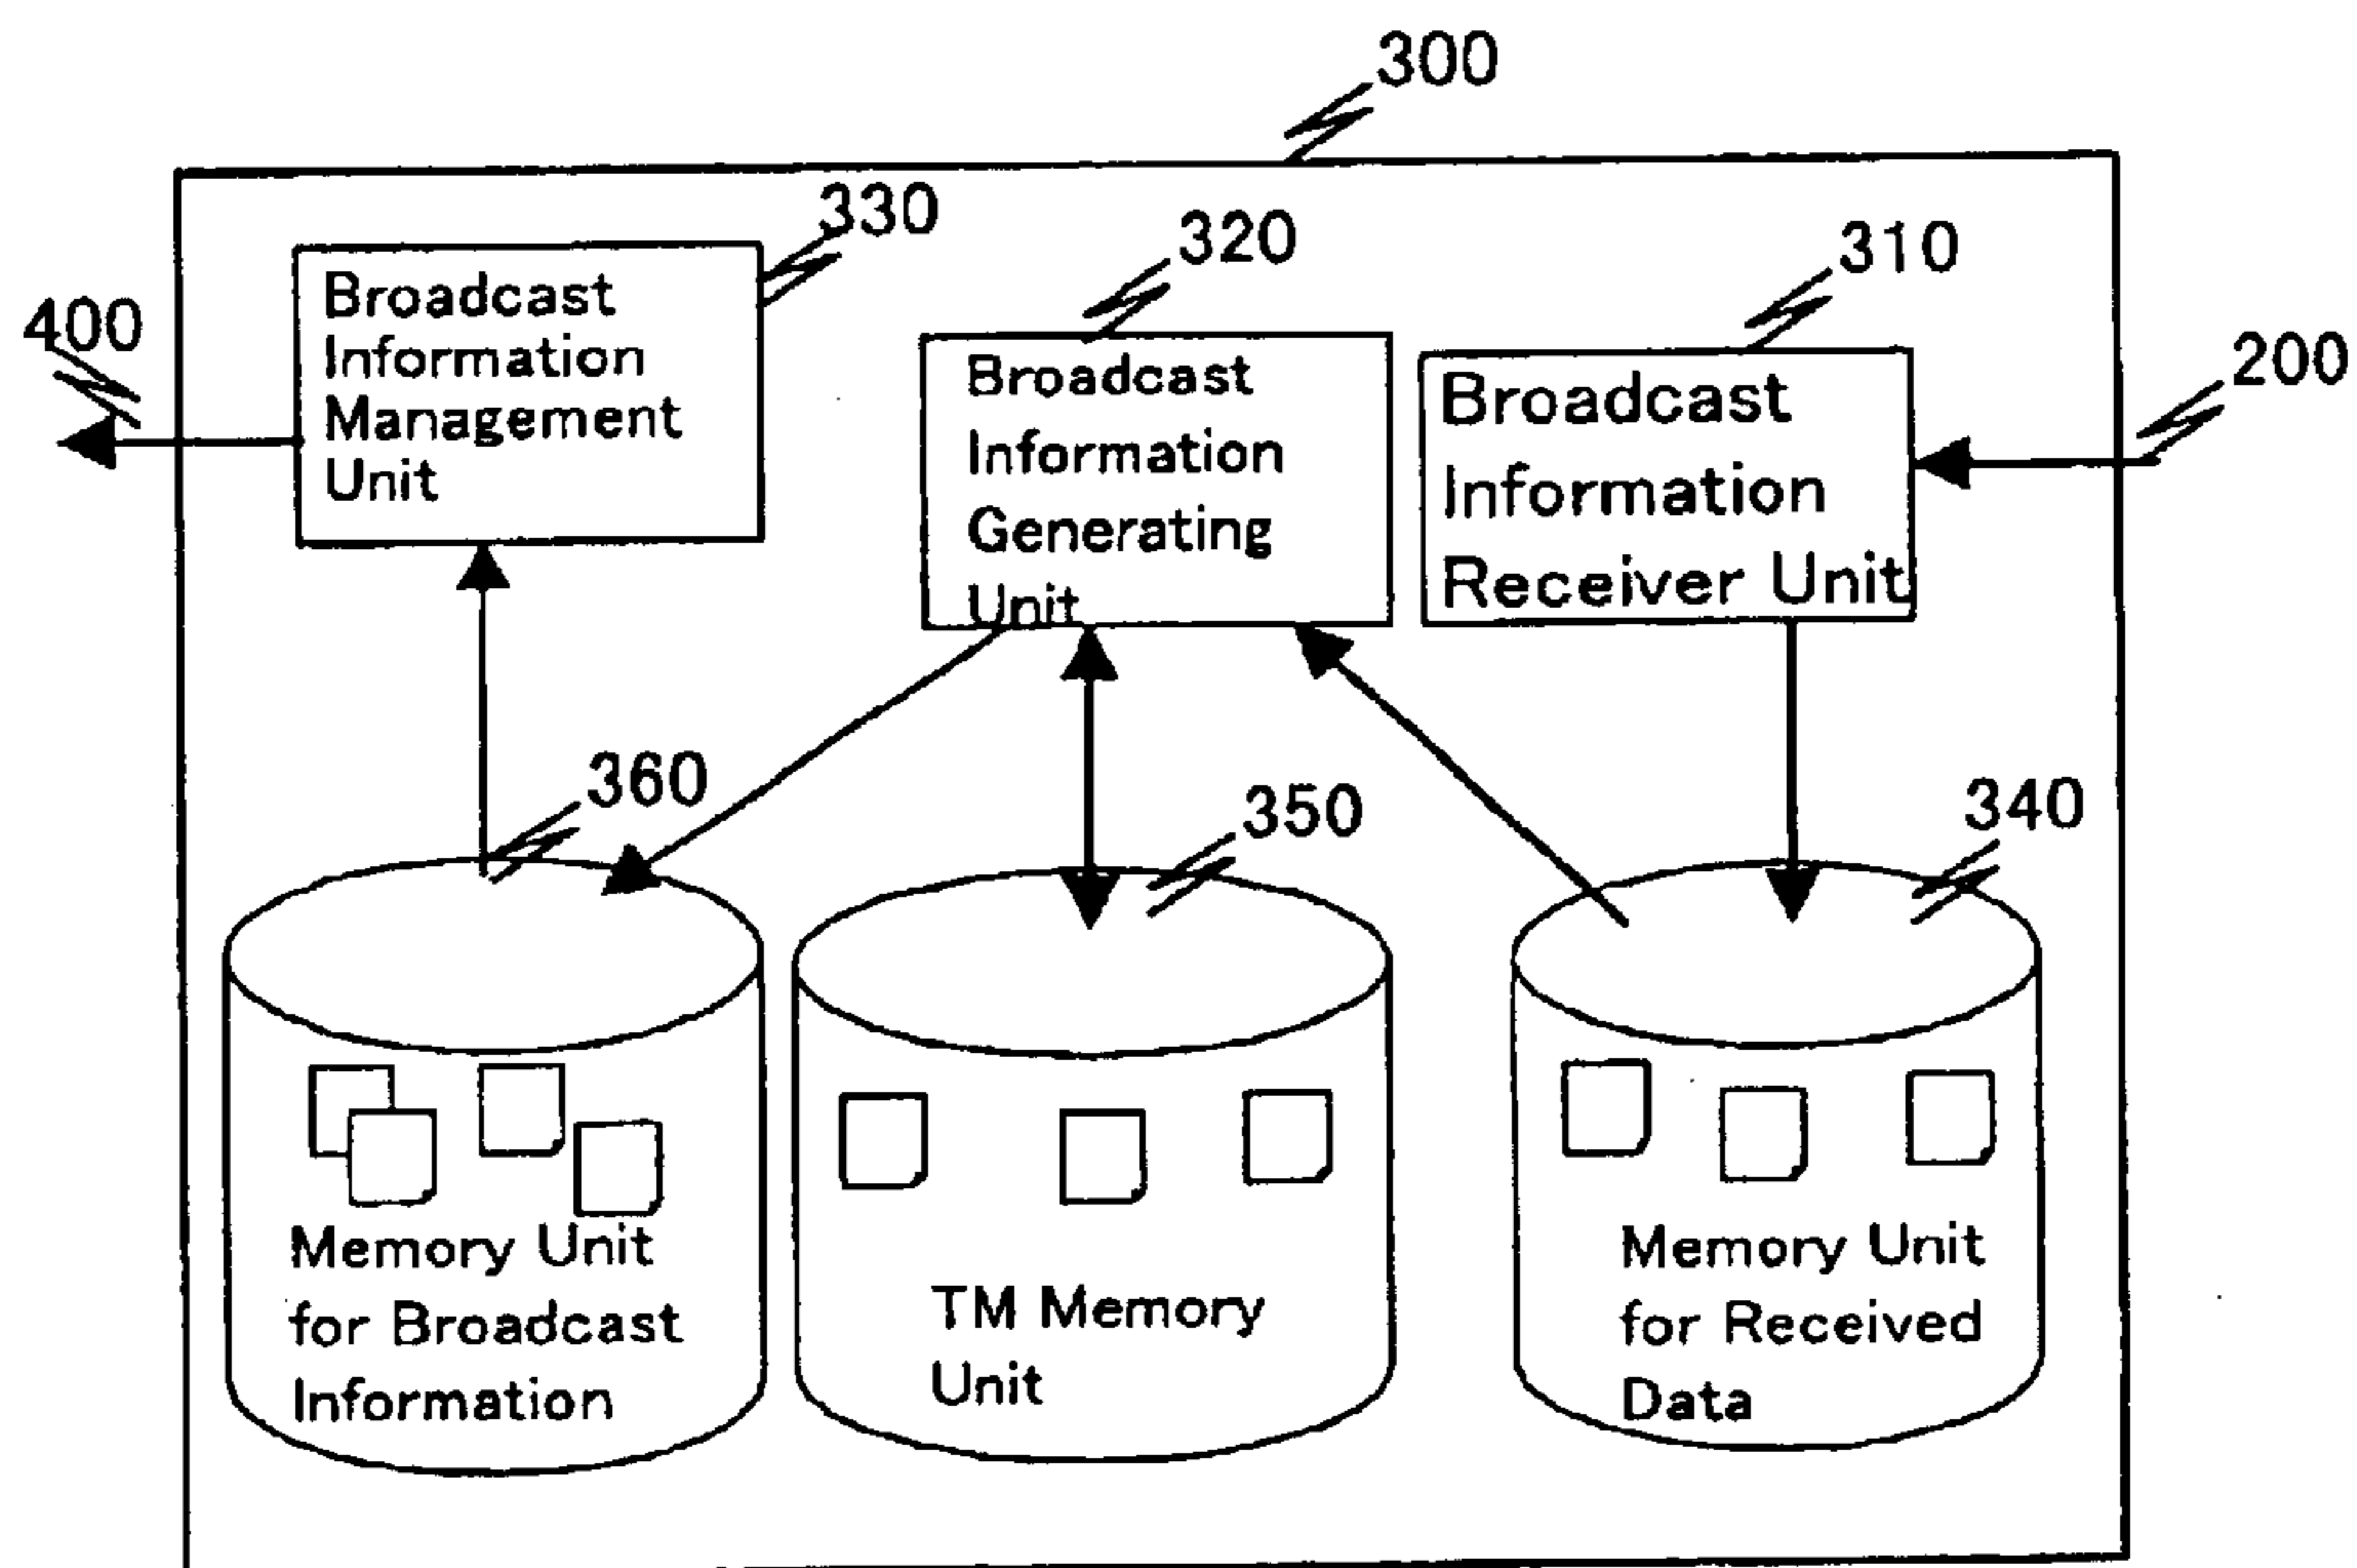 300
330
320
310
400
200
Broadcast
Information
Management
Unit
Broadcast
Information
Generating
Unit
Broadcast
Information
Receiver Unit
360
350
340
Memory Unit
for Broadcast
Information
TM Memory
Unit
Memory Unit
for Received
Data